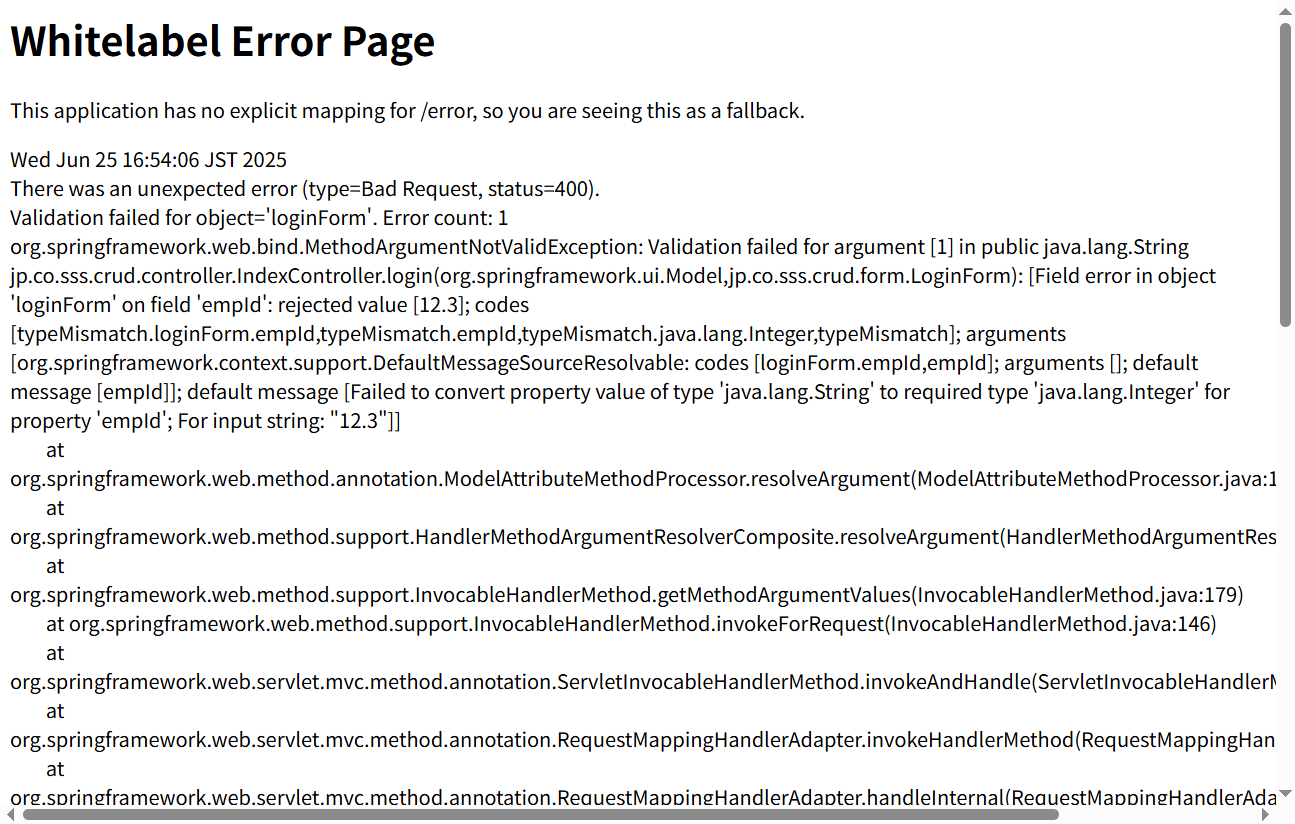 Whitelabel Error Page
This application has no explicit mapping for /error, so you are seeing this as a fallback.
Wed Jun 25 16:54:06 JST 2025
There was an unexpected error (type=Bad Request, status=400).
Validation failed for object='loginForm'. Error count: 1
org.springframework.web.bind.MethodArgumentNotValidException: Validation failed for argument [1] in public java.lang.String
jp.co.sss.crud.controller.IndexController.login(org.springframework.ui.Model,jp.co.sss.crud.form.LoginForm): [Field error in object
'loginForm' on field 'empId': rejected value [12.3]; codes
[typeMismatch.loginForm.empId,typeMismatch.empId,typeMismatch.java.lang.Integer,typeMismatch]; arguments
[org.springframework.context.support.DefaultMessageSourceResolvable: codes [loginForm.empId,empId]; arguments []; default
message [empId]]; default message [Failed to convert property value of type 'java.lang.String' to required type 'java.lang.Integer' for
property 'empId'; For input string: "12.3"]]
at
org.springframework.web.method.annotation.ModelAttributeMethodProcessor.resolveArgument(ModelAttributeMethodProcessor.java:1
at
org.springframework.web.method.support.HandlerMethodArgumentResolverComposite.resolveArgument(HandlerMethodArgumentRes
at
org.springframework.web.method.support.InvocableHandlerMethod.getMethodArgumentValues(InvocableHandlerMethod.java:179)
at org.springframework.web.method.support.InvocableHandlerMethod.invokeForRequest(InvocableHandlerMethod.java:146)
at
org.springframework.web.servlet.mvc.method.annotation.ServletInvocableHandlerMethod.invokeAndHandle(ServletInvocableHandlerM
at
org.springframework.web.servlet.mvc.method.annotation.RequestMappingHandlerAdapter.invokeHandlerMethod(RequestMappingHan
at
org.springframework.web.servlet.mvc.method.annotation.RequestMappingHandlerAdapter.handleInternal(RequestMappingHandlerAda